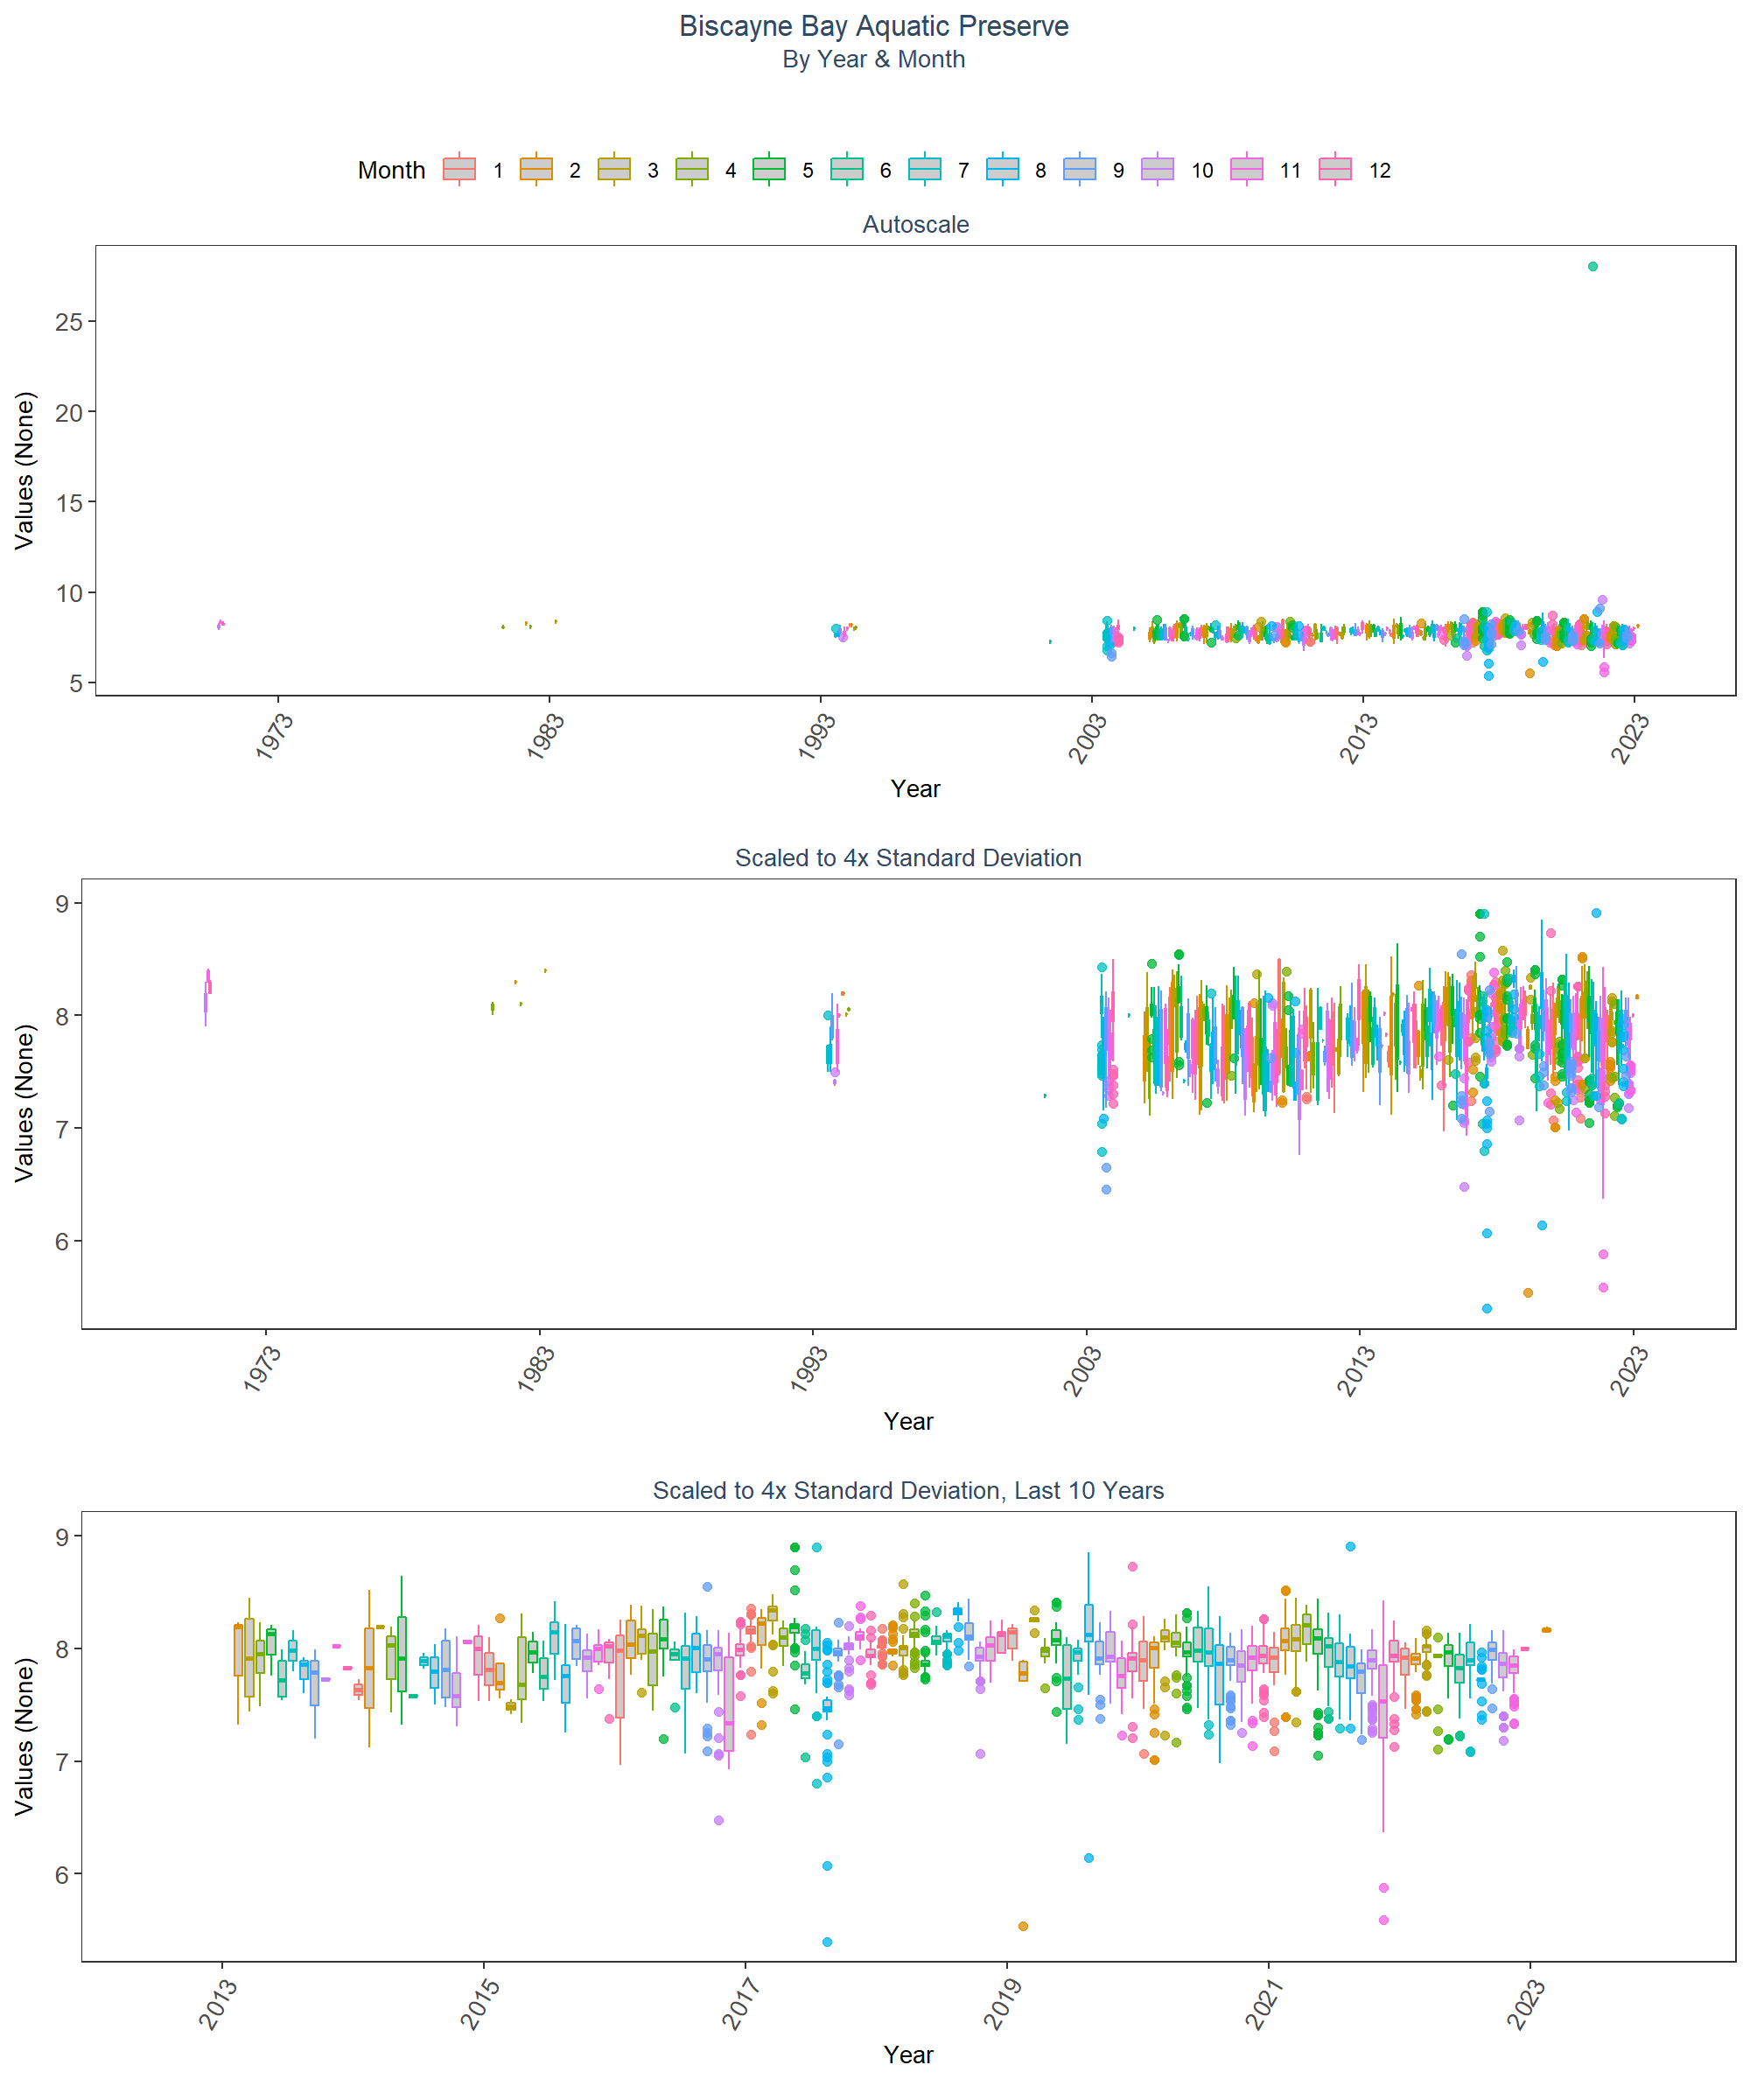 Biscayne Bay Aquatic Preserve
By Year & Month
Month 1 2 3 4 5 6 7 8 9 10 11 12
Autoscale
Values (None)
25
20
15
10
5
1973 1983 1993 2003 2013 2023
Year
Scaled to 4x Standard Deviation
Values (None)
9
8
7
6
1973 1983 1993 2003 2013 2023
Year
Scaled to 4x Standard Deviation, Last 10 Years
Values (None)
9
8
7
6
2013 2015 2017 2019 2021 2023
Year